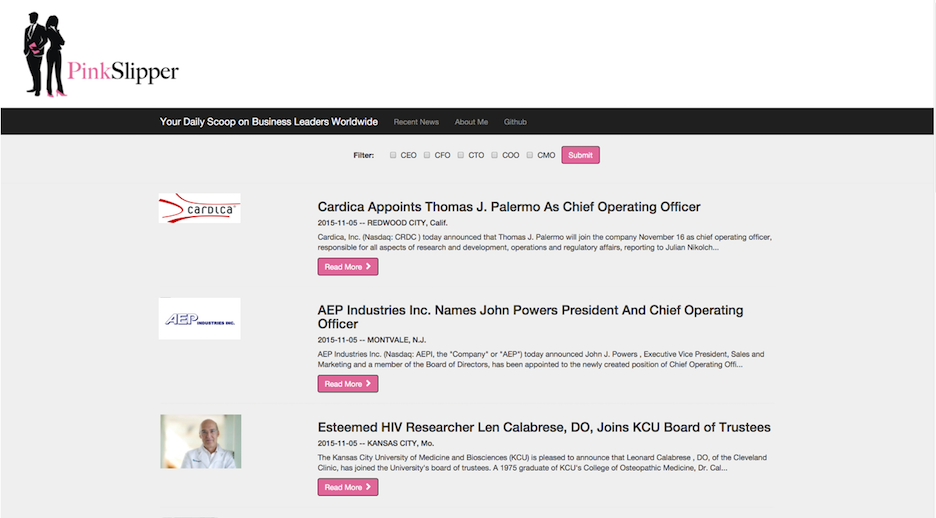 PinkSlipper
Your Daily Scoop on Business Leaders Worldwide Recent News About Me Github
Filter: CEO CFO CTO COO CMO Submit
CARDICA
Cardica Appoints Thomas J. Palermo As Chief Operating Officer
2015-11-05 -- REDWOOD CITY, Calif.
Cardica, Inc. (Nasdaq: CRDC ) today announced that Thomas J. Palermo will join the company November 16 as chief operating officer,
responsible for all aspects of research and development, operations and regulatory affairs, reporting to Julian Nikolch...
Read More
AEP INDUSTRIES INC.
AEP Industries Inc. Names John Powers President And Chief Operating
Officer
2015-11-05 -- MONTVALE, N.J.
AEP Industries Inc. (Nasdaq: AEPI, the "Company" or "AEP") today announced John J. Powers , Executive Vice President, Sales and
Marketing and a member of the Board of Directors, has been appointed to the newly created position of Chief Operating Offi...
Read More
Esteemed HIV Researcher Len Calabrese, DO, Joins KCU Board of Trustees
2015-11-05 -- KANSAS CITY, Mo.
The Kansas City University of Medicine and Biosciences (KCU) is pleased to announce that Leonard Calabrese , DO, of the Cleveland
Clinic, has joined the University's board of trustees. A 1975 graduate of KCU's College of Osteopathic Medicine, Dr. Cal...
Read More